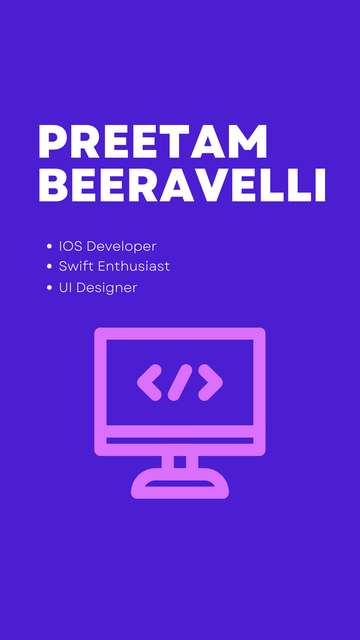 PREETAM
BEERAVELLI
• IOS Developer
• Swift Enthusiast
• UI Designer
</>